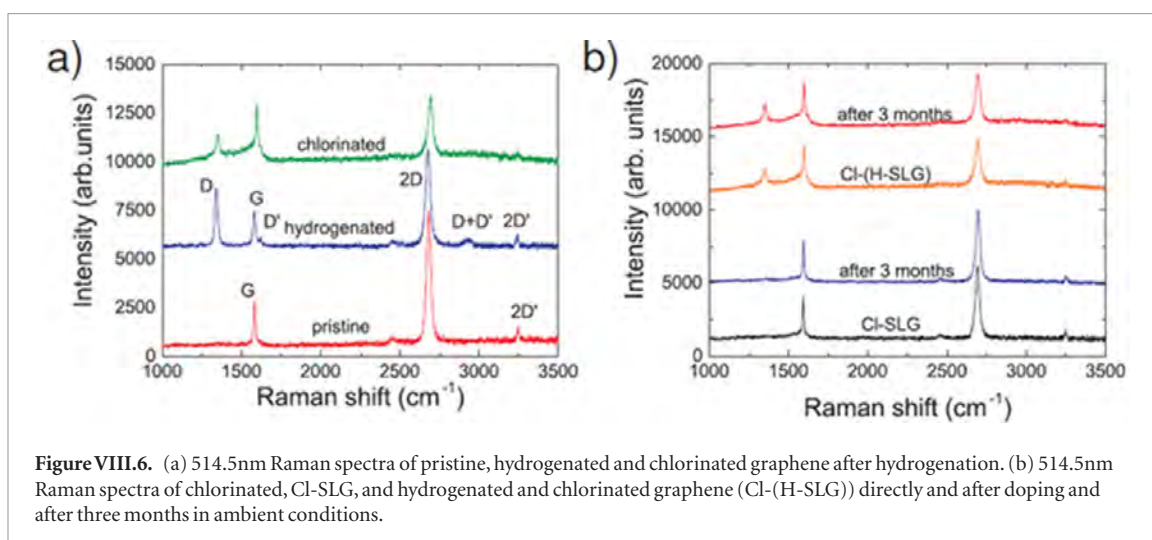 a)
15000
12500
10000
7500
5000
2500
0
Intensity (arb.units)
chlorinated
D
G
D'
hydrogenated
2D
D+D'
2D'
G
pristine
2D'
1000 1500 2000 2500 3000 3500
Raman shift (cm⁻¹)
b)
20000
15000
10000
5000
0
Intensity (arb. units)
after 3 months
Cl-(H-SLG)
after 3 months
Cl-SLG
1000 1500 2000 2500 3000 3500
Raman shift (cm⁻¹)
Figure VIII.6. (a) 514.5nm Raman spectra of pristine, hydrogenated and chlorinated graphene after hydrogenation. (b) 514.5nm
Raman spectra of chlorinated, Cl-SLG, and hydrogenated and chlorinated graphene (Cl-(H-SLG)) directly and after doping and
after three months in ambient conditions.